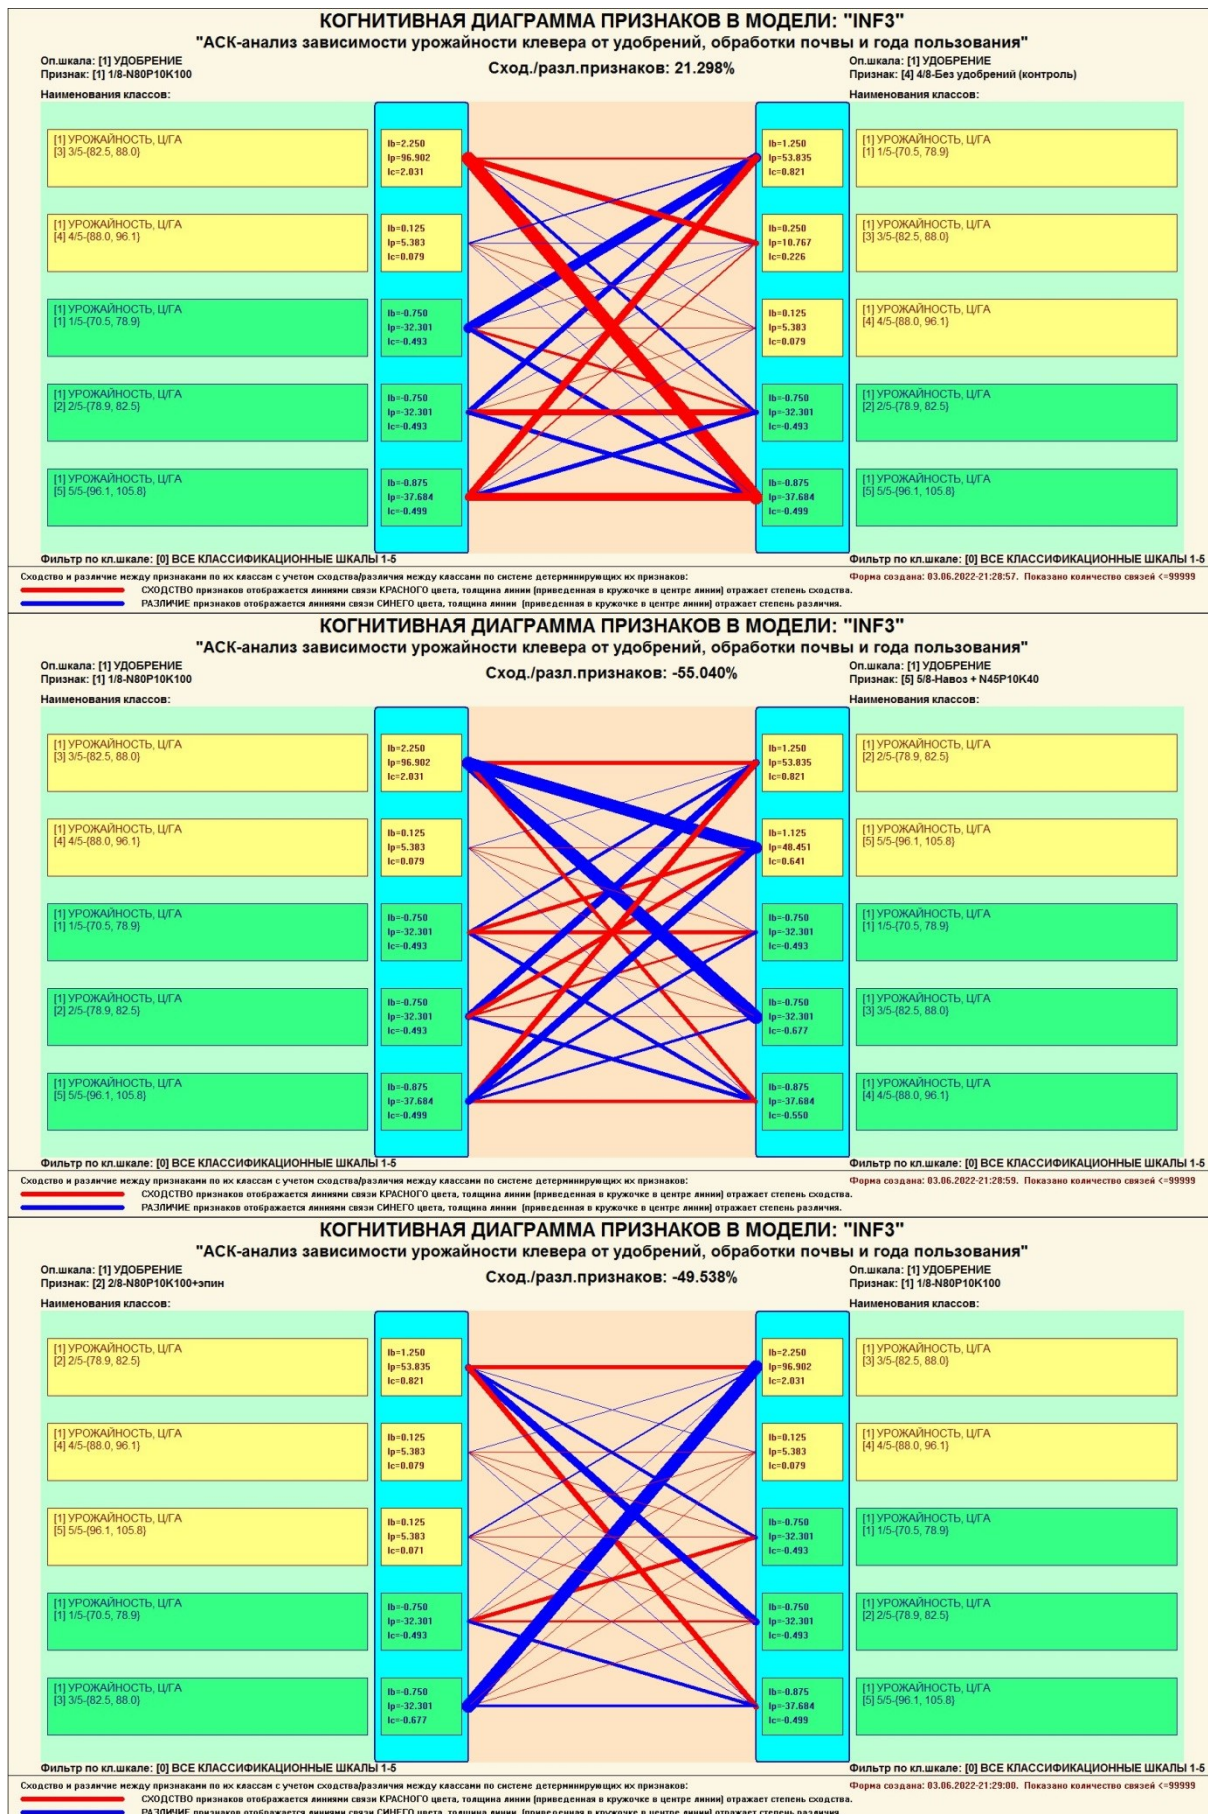 КОГНИТИВНАЯ ДИАГРАММА ПРИЗНАКОВ В МОДЕЛИ: "INF3"
"АСК-анализ зависимости урожайности клевера от удобрений, обработки почвы и года пользования"
Оп.шкала: [1] УДОБРЕНИЕ
Признак: [1] 1/8-N80P10K100
Сход./разл.признаков: 21.298%
Оп.шкала: [1] УДОБРЕНИЕ
Признак: [4] 4/8-Без удобрений (контроль)
Наименования классов:
Наименования классов:
[1] УРОЖАЙНОСТЬ, Ц/ГА
[3] 3/5-{82.5, 88.0}
Ib=2.250
Ip=96.902
Ic=2.031
Ib=1.250
Ip=53.835
Ic=0.821
[1] УРОЖАЙНОСТЬ, Ц/ГА
[1] 1/5-{70.5, 78.9}
[1] УРОЖАЙНОСТЬ, Ц/ГА
[4] 4/5-{88.0, 96.1}
Ib=0.125
Ip=5.383
Ic=0.079
Ib=0.250
Ip=10.767
Ic=0.226
[1] УРОЖАЙНОСТЬ, Ц/ГА
[3] 3/5-{82.5, 88.0}
[1] УРОЖАЙНОСТЬ, Ц/ГА
[1] 1/5-{70.5, 78.9}
Ib=-0.750
Ip=-32.301
Ic=-0.493
Ib=0.125
Ip=5.383
Ic=0.079
[1] УРОЖАЙНОСТЬ, Ц/ГА
[4] 4/5-{88.0, 96.1}
[1] УРОЖАЙНОСТЬ, Ц/ГА
[2] 2/5-{78.9, 82.5}
Ib=-0.750
Ip=-32.301
Ic=-0.493
Ib=-0.750
Ip=-32.301
Ic=-0.493
[1] УРОЖАЙНОСТЬ, Ц/ГА
[2] 2/5-{78.9, 82.5}
[1] УРОЖАЙНОСТЬ, Ц/ГА
[5] 5/5-{96.1, 105.8}
Ib=-0.875
Ip=-37.684
Ic=-0.499
Ib=-0.875
Ip=-37.684
Ic=-0.499
[1] УРОЖАЙНОСТЬ, Ц/ГА
[5] 5/5-{96.1, 105.8}
Фильтр по кл.шкале: [0] ВСЕ КЛАССИФИКАЦИОННЫЕ ШКАЛЫ 1-5
Фильтр по кл.шкале: [0] ВСЕ КЛАССИФИКАЦИОННЫЕ ШКАЛЫ 1-5
Сходство и различие между признаками по их классам с учетом сходства/различия между классами по системе детерминирующих их признаков:
Форма создана: 03.06.2022-21:28:57. Показано количество связей <=99999
СХОДСТВО признаков отображается линиями связи КРАСНОГО цвета, толщина линии (приведенная в кружочке в центре линии) отражает степень сходства.
РАЗЛИЧИЕ признаков отображается линиями связи СИНЕГО цвета, толщина линии (приведенная в кружочке в центре линии) отражает степень различия.
КОГНИТИВНАЯ ДИАГРАММА ПРИЗНАКОВ В МОДЕЛИ: "INF3"
"АСК-анализ зависимости урожайности клевера от удобрений, обработки почвы и года пользования"
Оп.шкала: [1] УДОБРЕНИЕ
Признак: [1] 1/8-N80P10K100
Сход./разл.признаков: -55.040%
Оп.шкала: [1] УДОБРЕНИЕ
Признак: [5] 5/8-Навоз + N45P10K40
Наименования классов:
Наименования классов:
[1] УРОЖАЙНОСТЬ, Ц/ГА
[3] 3/5-{82.5, 88.0}
Ib=2.250
Ip=96.902
Ic=2.031
Ib=1.250
Ip=53.835
Ic=0.821
[1] УРОЖАЙНОСТЬ, Ц/ГА
[2] 2/5-{78.9, 82.5}
[1] УРОЖАЙНОСТЬ, Ц/ГА
[4] 4/5-{88.0, 96.1}
Ib=0.125
Ip=5.383
Ic=0.079
Ib=1.125
Ip=48.451
Ic=0.641
[1] УРОЖАЙНОСТЬ, Ц/ГА
[5] 5/5-{96.1, 105.8}
[1] УРОЖАЙНОСТЬ, Ц/ГА
[1] 1/5-{70.5, 78.9}
Ib=-0.750
Ip=-32.301
Ic=-0.493
Ib=-0.750
Ip=-32.301
Ic=-0.493
[1] УРОЖАЙНОСТЬ, Ц/ГА
[1] 1/5-{70.5, 78.9}
[1] УРОЖАЙНОСТЬ, Ц/ГА
[2] 2/5-{78.9, 82.5}
Ib=-0.750
Ip=-32.301
Ic=-0.493
Ib=-0.750
Ip=-32.301
Ic=-0.677
[1] УРОЖАЙНОСТЬ, Ц/ГА
[3] 3/5-{82.5, 88.0}
[1] УРОЖАЙНОСТЬ, Ц/ГА
[5] 5/5-{96.1, 105.8}
Ib=-0.875
Ip=-37.684
Ic=-0.499
Ib=-0.875
Ip=-37.684
Ic=-0.550
[1] УРОЖАЙНОСТЬ, Ц/ГА
[4] 4/5-{88.0, 96.1}
Фильтр по кл.шкале: [0] ВСЕ КЛАССИФИКАЦИОННЫЕ ШКАЛЫ 1-5
Фильтр по кл.шкале: [0] ВСЕ КЛАССИФИКАЦИОННЫЕ ШКАЛЫ 1-5
Сходство и различие между признаками по их классам с учетом сходства/различия между классами по системе детерминирующих их признаков:
Форма создана: 03.06.2022-21:28:59. Показано количество связей <=99999
СХОДСТВО признаков отображается линиями связи КРАСНОГО цвета, толщина линии (приведенная в кружочке в центре линии) отражает степень сходства.
РАЗЛИЧИЕ признаков отображается линиями связи СИНЕГО цвета, толщина линии (приведенная в кружочке в центре линии) отражает степень различия.
КОГНИТИВНАЯ ДИАГРАММА ПРИЗНАКОВ В МОДЕЛИ: "INF3"
"АСК-анализ зависимости урожайности клевера от удобрений, обработки почвы и года пользования"
Оп.шкала: [1] УДОБРЕНИЕ
Признак: [2] 2/8-N80P10K100+эпин
Сход./разл.признаков: -49.538%
Оп.шкала: [1] УДОБРЕНИЕ
Признак: [1] 1/8-N80P10K100
Наименования классов:
Наименования классов:
[1] УРОЖАЙНОСТЬ, Ц/ГА
[2] 2/5-{78.9, 82.5}
Ib=1.250
Ip=53.835
Ic=0.821
Ib=2.250
Ip=96.902
Ic=2.031
[1] УРОЖАЙНОСТЬ, Ц/ГА
[3] 3/5-{82.5, 88.0}
[1] УРОЖАЙНОСТЬ, Ц/ГА
[4] 4/5-{88.0, 96.1}
Ib=0.125
Ip=5.383
Ic=0.079
Ib=0.125
Ip=5.383
Ic=0.079
[1] УРОЖАЙНОСТЬ, Ц/ГА
[4] 4/5-{88.0, 96.1}
[1] УРОЖАЙНОСТЬ, Ц/ГА
[5] 5/5-{96.1, 105.8}
Ib=0.125
Ip=5.383
Ic=0.071
Ib=-0.750
Ip=-32.301
Ic=-0.493
[1] УРОЖАЙНОСТЬ, Ц/ГА
[1] 1/5-{70.5, 78.9}
[1] УРОЖАЙНОСТЬ, Ц/ГА
[1] 1/5-{70.5, 78.9}
Ib=-0.750
Ip=-32.301
Ic=-0.493
Ib=-0.750
Ip=-32.301
Ic=-0.493
[1] УРОЖАЙНОСТЬ, Ц/ГА
[2] 2/5-{78.9, 82.5}
[1] УРОЖАЙНОСТЬ, Ц/ГА
[3] 3/5-{82.5, 88.0}
Ib=-0.750
Ip=-32.301
Ic=-0.677
Ib=-0.875
Ip=-37.684
Ic=-0.499
[1] УРОЖАЙНОСТЬ, Ц/ГА
[5] 5/5-{96.1, 105.8}
Фильтр по кл.шкале: [0] ВСЕ КЛАССИФИКАЦИОННЫЕ ШКАЛЫ 1-5
Фильтр по кл.шкале: [0] ВСЕ КЛАССИФИКАЦИОННЫЕ ШКАЛЫ 1-5
Сходство и различие между признаками по их классам с учетом сходства/различия между классами по системе детерминирующих их признаков:
Форма создана: 03.06.2022-21:29:00. Показано количество связей <=99999
СХОДСТВО признаков отображается линиями связи КРАСНОГО цвета, толщина линии (приведенная в кружочке в центре линии) отражает степень сходства.
РАЗЛИЧИЕ признаков отображается линиями связи СИНЕГО цвета, толщина линии (приведенная в кружочке в центре линии) отражает степень различия.